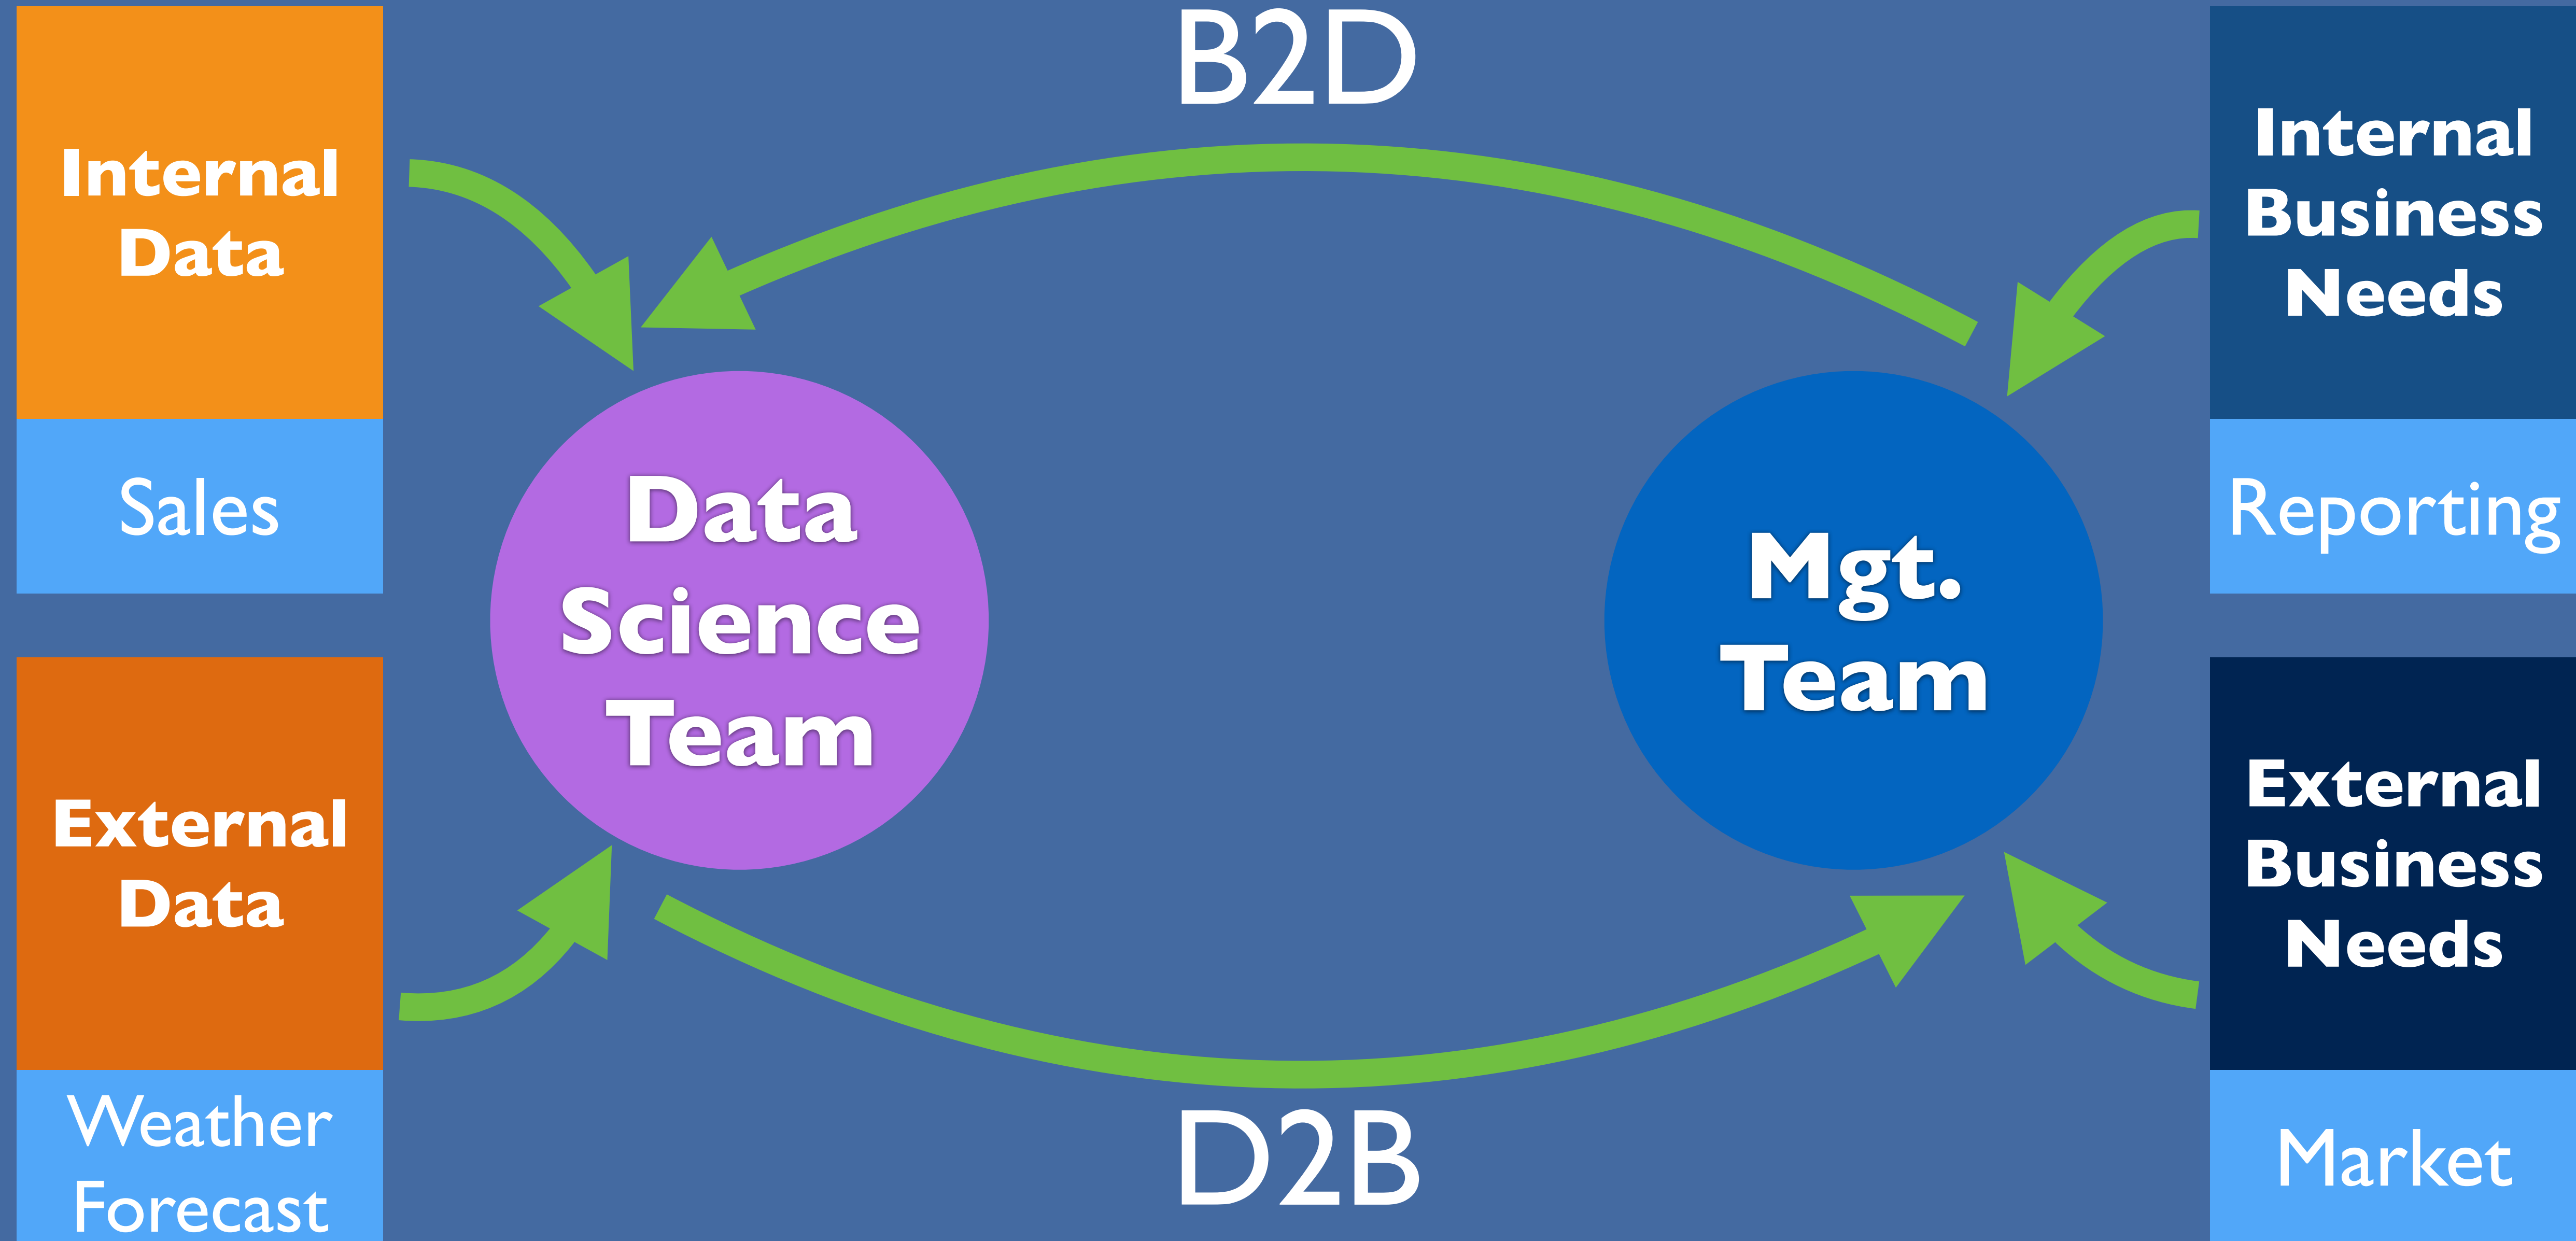 B2D
Internal
Data
Sales
External
Data
Weather
Forecast
Data
Science
Team
Mgt.
Team
Internal
Business
Needs
Reporting
External
Business
Needs
Market
D2B